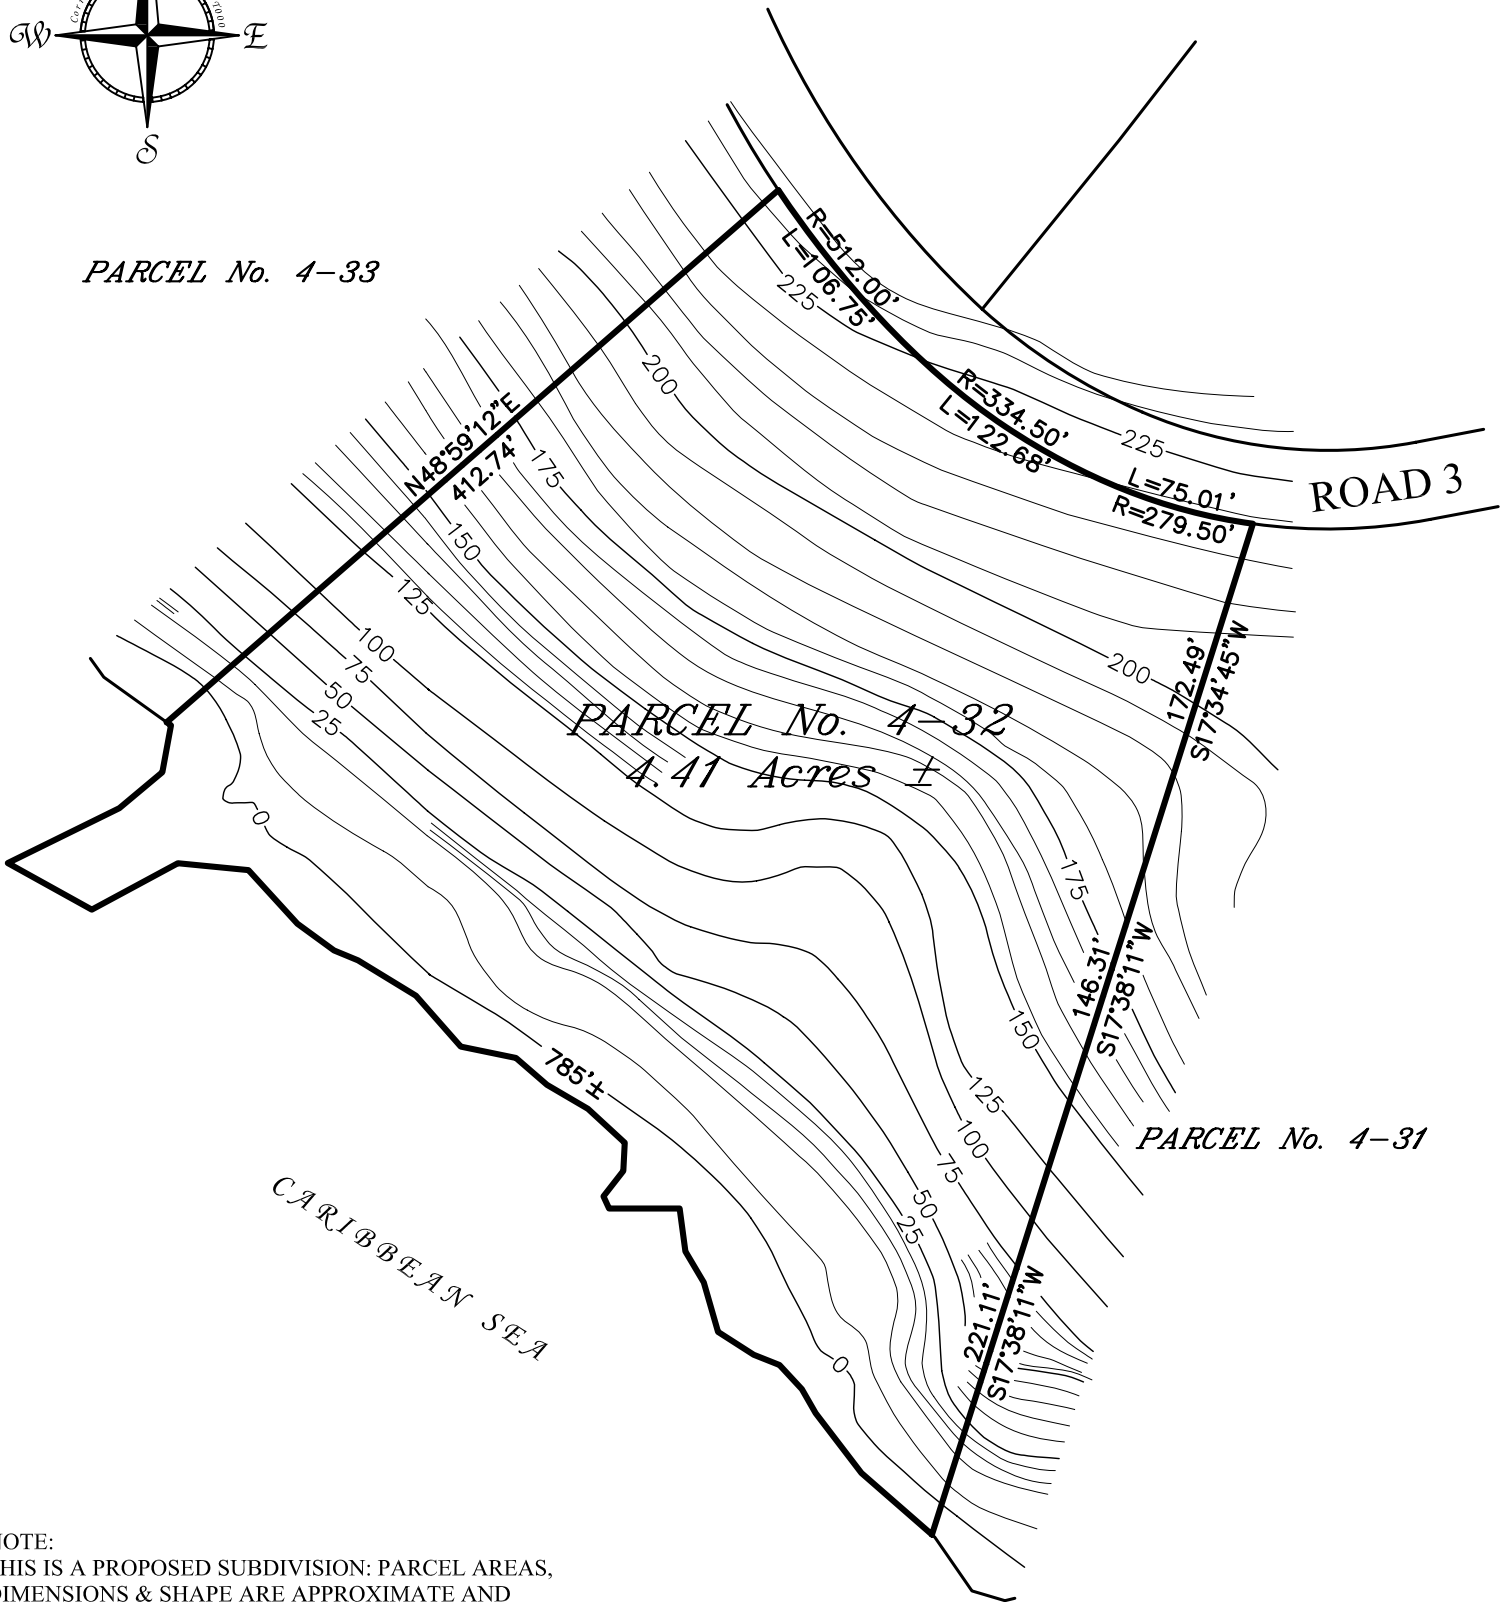 W
E
S
PARCEL No. 4-33
R=512.00'
L=106.75'
225
200
R=334.50'
L=122.68'
225
L=75.01'
R=279.50'
ROAD 3
N48°59'12"E
412.74'
175
150
125
100
75
50
25
0
200
172.49'
S17°34'45"W
PARCEL No. 4-32
4.41 Acres ±
175
146.31'
S17°38'11"W
150
125
100
75
50
25
785'±
PARCEL No. 4-31
CARIBBEAN SEA
221.11'
S17°38'11"W
0
OTE:
HIS IS A PROPOSED SUBDIVISION: PARCEL AREAS,
DIMENSIONS & SHAPE ARE APPROXIMATE AND